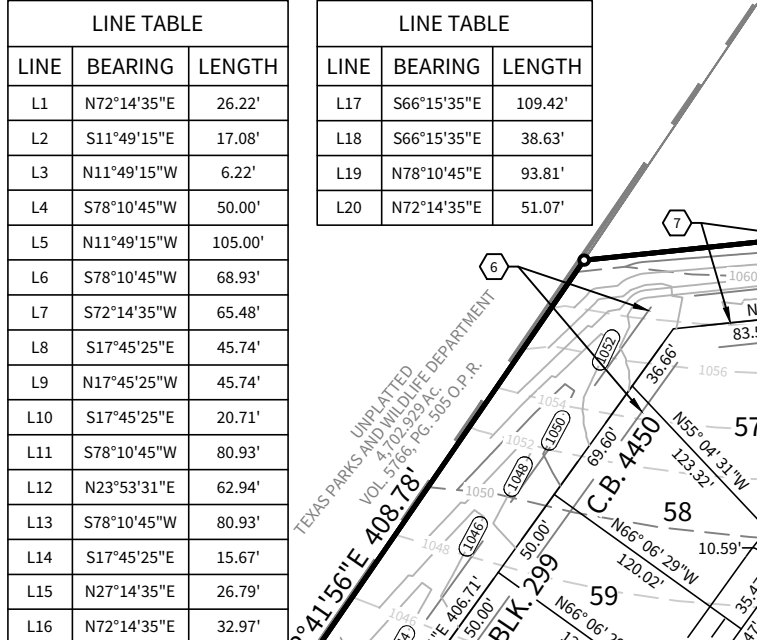 LINE TABLE
LINE BEARING LENGTH
L1 N72°14'35"E 26.22'
L2 S11°49'15"E 17.08'
L3 N11°49'15"W 6.22'
L4 S78°10'45"W 50.00'
L5 N11°49'15"W 105.00'
L6 S78°10'45"W 68.93'
L7 S72°14'35"W 65.48'
L8 S17°45'25"E 45.74'
L9 N17°45'25"W 45.74'
L10 S17°45'25"E 20.71'
L11 S78°10'45"W 80.93'
L12 N23°53'31"E 62.94'
L13 S78°10'45"W 80.93'
L14 S17°45'25"E 15.67'
L15 N27°14'35"E 26.79'
L16 N72°14'35"E 32.97'
LINE TABLE
LINE BEARING LENGTH
L17 S66°15'35"E 109.42'
L18 S66°15'35"E 38.63'
L19 N78°10'45"E 93.81'
L20 N72°14'35"E 51.07'
7
6
1060
1052
83.5
36.66'
1056
UNPLATTED
TEXAS PARKS AND WILDLIFE DEPARTMENT
4,702.929 AC.
VOL. 5766, PG. 505 O.P.R.
1054
1050
1052
69.60'
C.B. 4450
N55° 04' 31"W
123.32'
57
1048
1050
58
°41'56"E 408.78'
1046
1048
50.00'
N66° 06' 29"W
120.02'
10.59'
BLK. 299
59
"E 406.71'
50.00'
N66° 06' 29
35.4
1046